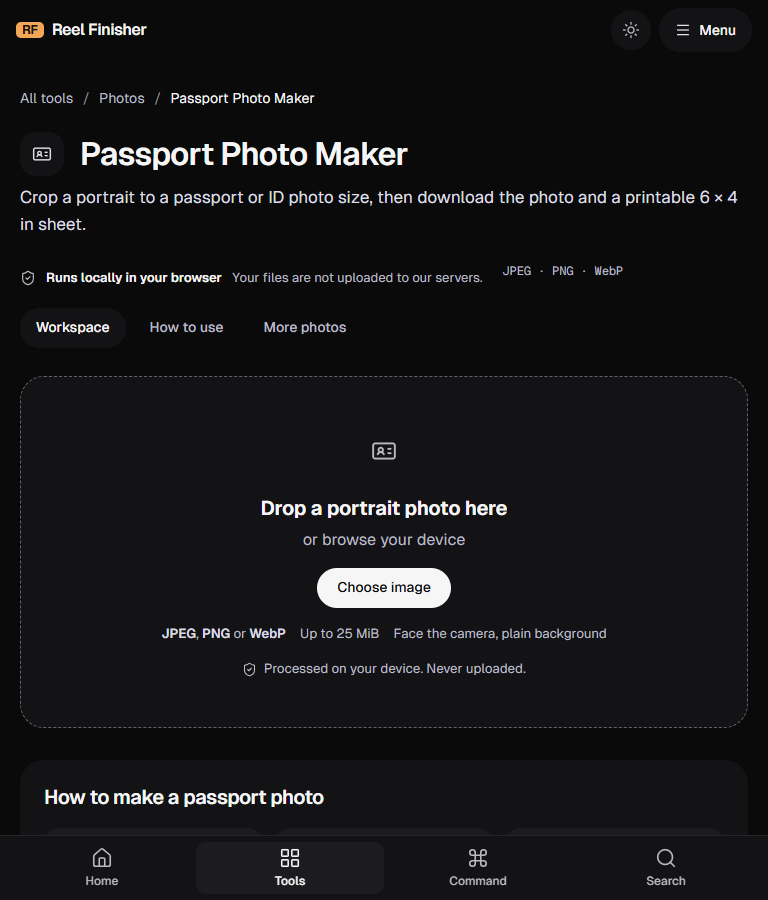 RF Reel Finisher
Menu
All tools / Photos / Passport Photo Maker
Passport Photo Maker
Crop a portrait to a passport or ID photo size, then download the photo and a printable 6 × 4
in sheet.
Runs locally in your browser Your files are not uploaded to our servers. JPEG · PNG · WebP
Workspace How to use More photos
Drop a portrait photo here
or browse your device
Choose image
JPEG, PNG or WebP Up to 25 MiB Face the camera, plain background
Processed on your device. Never uploaded.
How to make a passport photo
Home Tools Command Search